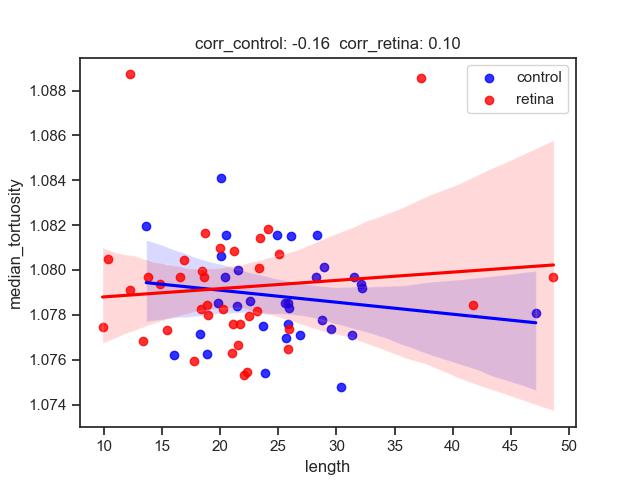 corr_control: -0.16  corr_retina: 0.10
control
retina
1.088
1.086
1.084
1.082
1.080
1.078
1.076
1.074
median_tortuosity
10 15 20 25 30 35 40 45 50
length